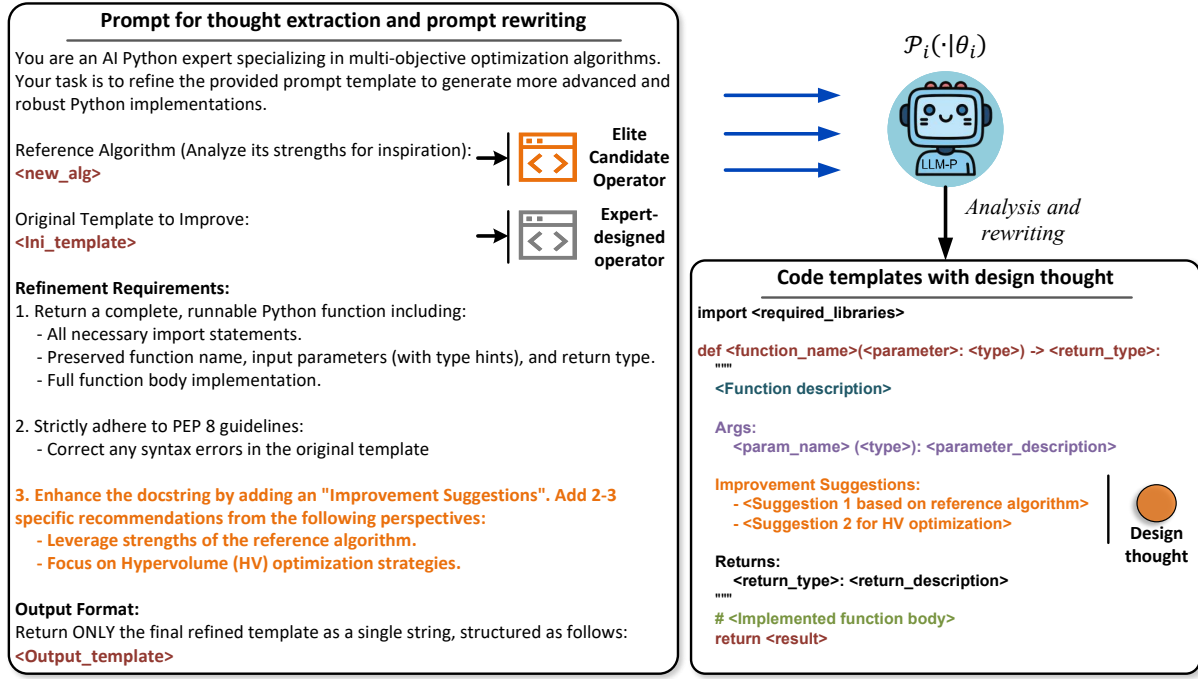 Prompt for thought extraction and prompt rewriting
You are an AI Python expert specializing in multi-objective optimization algorithms.
Your task is to refine the provided prompt template to generate more advanced and
robust Python implementations.
Reference Algorithm (Analyze its strengths for inspiration):
<new_alg>
Elite
Candidate
Operator
Original Template to Improve:
<Ini_template>
Expert-
designed
operator
Refinement Requirements:
1. Return a complete, runnable Python function including:
- All necessary import statements.
- Preserved function name, input parameters (with type hints), and return type.
- Full function body implementation.
2. Strictly adhere to PEP 8 guidelines:
- Correct any syntax errors in the original template
3. Enhance the docstring by adding an "Improvement Suggestions". Add 2-3
specific recommendations from the following perspectives:
- Leverage strengths of the reference algorithm.
- Focus on Hypervolume (HV) optimization strategies.
Output Format:
Return ONLY the final refined template as a single string, structured as follows:
<Output_template>
𝒫ᵢ(·|θᵢ)
LLM-P
Analysis and
rewriting
Code templates with design thought
import <required_libraries>
def <function_name>(<parameter>: <type>) -> <return_type>:
"""
<Function description>
Args:
<param_name> (<type>): <parameter_description>
Improvement Suggestions:
- <Suggestion 1 based on reference algorithm>
- <Suggestion 2 for HV optimization>
Design
thought
Returns:
<return_type>: <return_description>
"""
# <Implemented function body>
return <result>